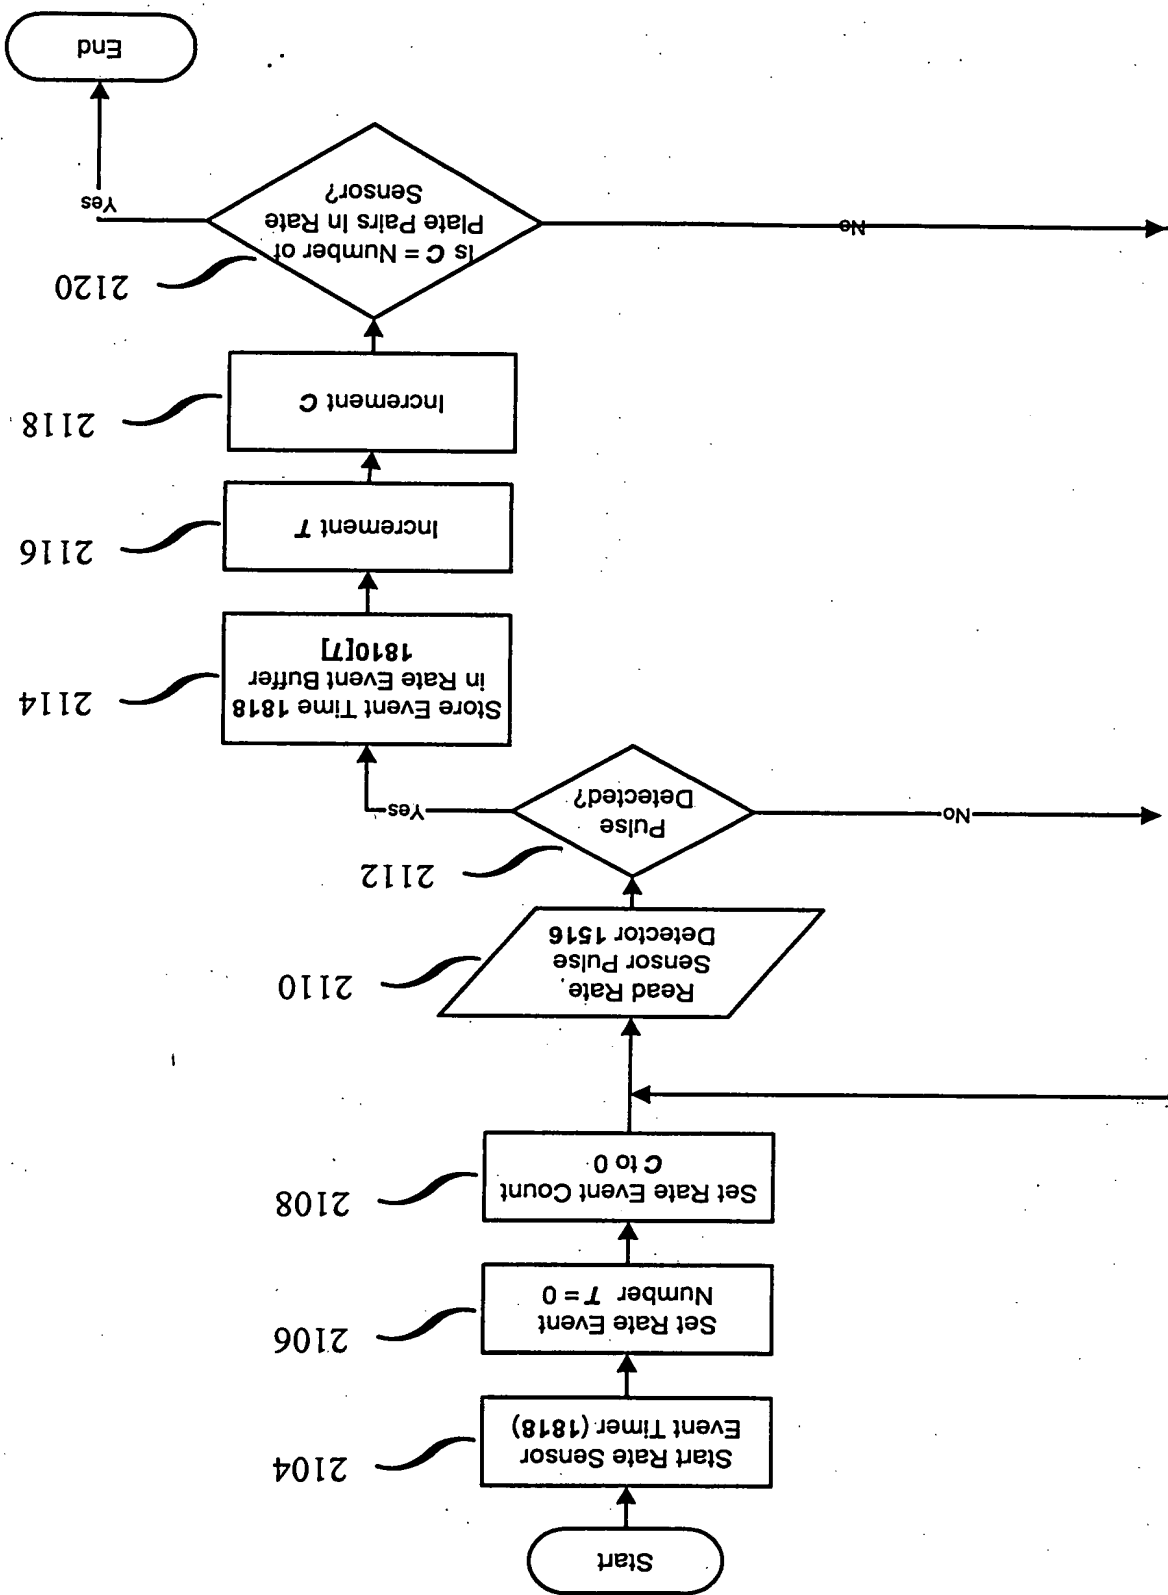 Start
Start Rate Sensor
Event Timer (1818)
2104
Set Rate Event
Number T = 0
2106
Set Rate Event Count
C to 0
2108
Read Rate
Sensor Pulse
Detector 1516
2110
Pulse
Detected?
2112
No
Yes
Store Event Time 1818
in Rate Event Buffer
1810[T]
2114
Increment T
2116
Increment C
2118
Is C = Number of
Plate Pairs In Rate
Sensor?
2120
No
Yes
End